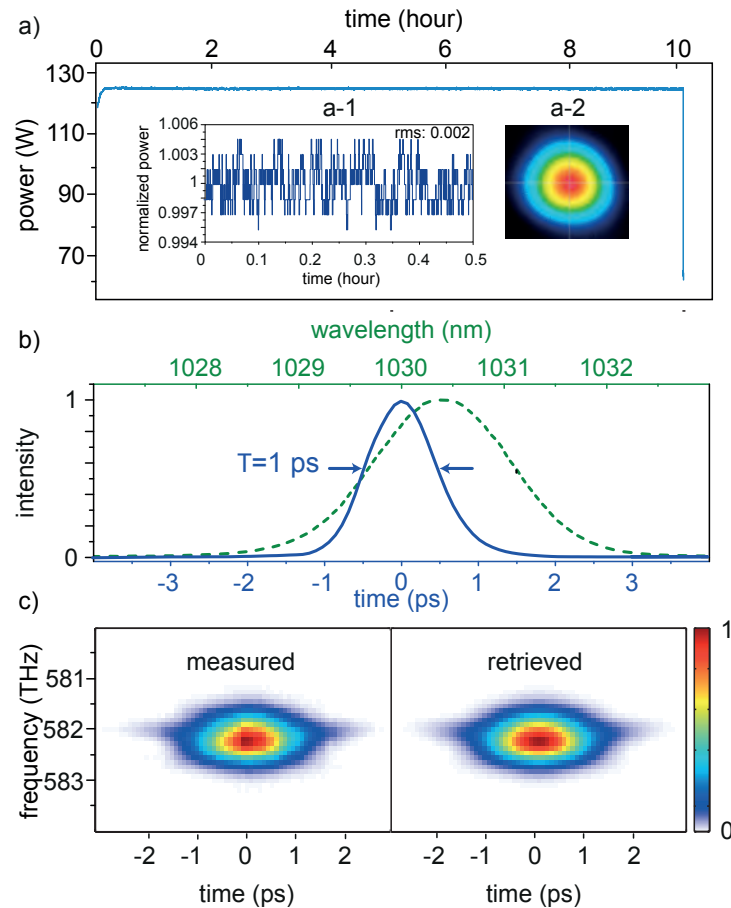 a)
time (hour)
0 2 4 6 8 10
130
110
90
70
power (W)
a-1
a-2
1.006
1.003
1
0.997
0.994
normalized power
rms: 0.002
0 0.1 0.2 0.3 0.4 0.5
time (hour)
b)
wavelength (nm)
1028 1029 1030 1031 1032
1
0
intensity
T=1 ps
-3 -2 -1 0 1 2 3
time (ps)
c)
frequency (THz)
581
582
583
measured
retrieved
1
0
-2 -1 0 1 2
-2 -1 0 1 2
time (ps)
time (ps)